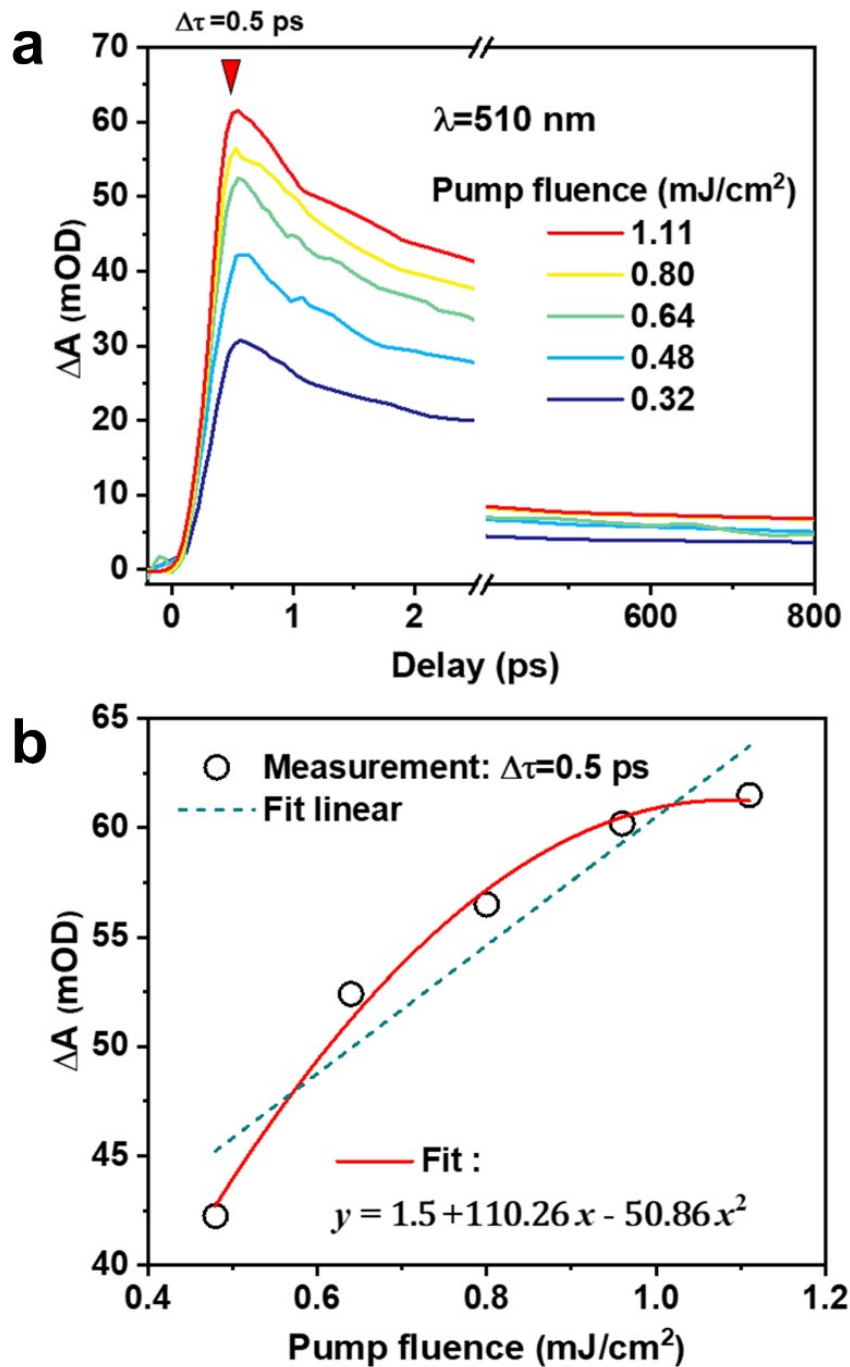 a
Δτ =0.5 ps
70
60
50
40
30
20
10
0
ΔA (mOD)
λ=510 nm
Pump fluence (mJ/cm²)
1.11
0.80
0.64
0.48
0.32
0 1 2 600 800
Delay (ps)
b
65
60
55
50
45
40
ΔA (mOD)
Measurement: Δτ=0.5 ps
Fit linear
Fit :
y = 1.5+110.26x - 50.86x²
0.4 0.6 0.8 1.0 1.2
Pump fluence (mJ/cm²)